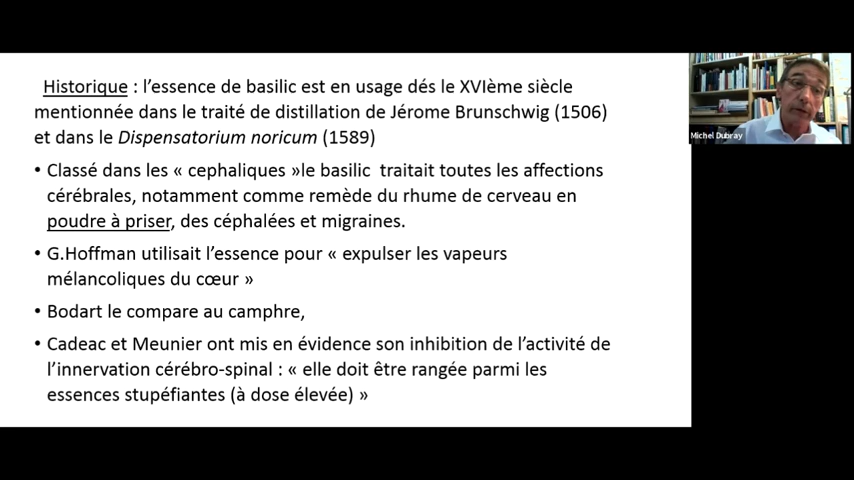 Historique : l’essence de basilic est en usage dés le XVIème siècle
mentionnée dans le traité de distillation de Jérome Brunschwig (1506)
et dans le Dispensatorium noricum (1589)
• Classé dans les « cephaliques »le basilic traitait toutes les affections
cérébrales, notamment comme remède du rhume de cerveau en
poudre à priser, des céphalées et migraines.
• G.Hoffman utilisait l’essence pour « expulser les vapeurs
mélancoliques du cœur »
• Bodart le compare au camphre,
• Cadeac et Meunier ont mis en évidence son inhibition de l’activité de
l’innervation cérébro-spinal : « elle doit être rangée parmi les
essences stupéfiantes (à dose élevée) »
Michel Dubray